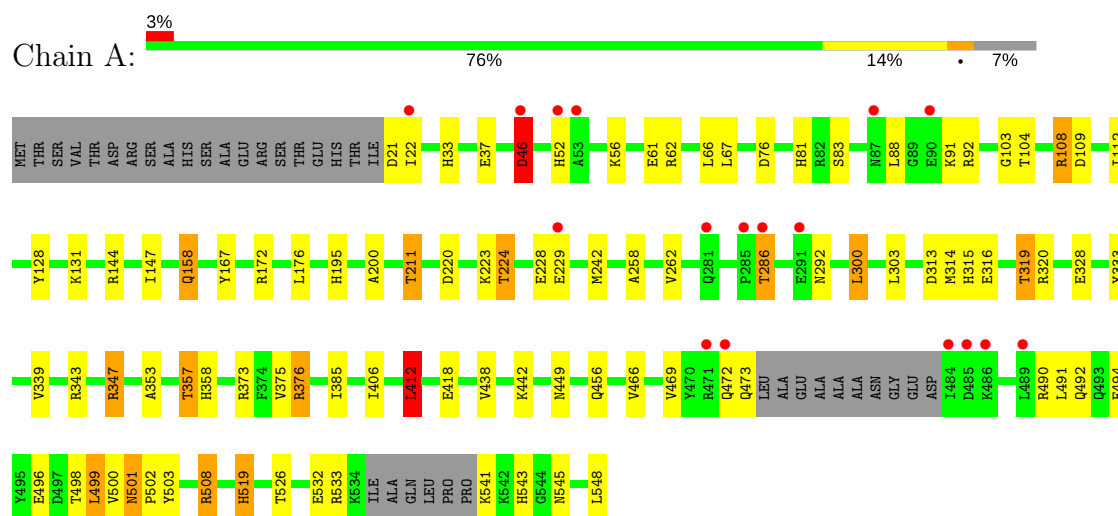 3%
Chain A:
76% 14% • 7%
MET THR SER VAL THR ASP ARG SER ALA HIS SER ALA GLU ARG SER THR GLU HIS THR ILE D21 I22 H33 E37 D46 H52 A53 K56 E61 R62 L66 L67 D76 H81 R82 S83 N87 L88 G89 E90 K91 R92 G103 T104 R108 D109 I112
Y128 K131 R144 I147 Q158 Y167 R172 L176 H195 A200 T211 D220 K223 T224 E228 E229 M242 A258 V262 Q281 P285 T286 E291 N292 L300 L303 D313 M314 H315 E316 T319 R320 E328 Y333
V339 R343 R347 A353 T357 H358 R373 F374 V375 R376 I385 I406 L412 E418 V438 K442 N449 Q456 V466 V469 Y470 R471 Q472 Q473 LEU ALA GLU ALA ALA ALA ASN GLY GLU ASP I484 D485 K486 L489 R490 L491 Q492 Q493 E494
Y495 E496 D497 T498 L499 V500 N501 P502 Y503 R508 H519 T526 E532 R533 K534 ILE ALA GLN LEU PRO PRO K541 K542 H543 G544 N545 L548